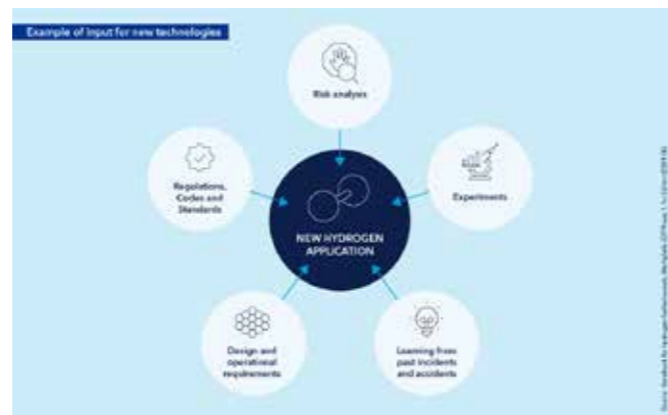 Example of input for new technologies
Risk analyses
Regulations,
Codes and
Standards
Experiments
NEW HYDROGEN
APPLICATION
Design and
operational
requirements
Learning from
past incidents
and accidents